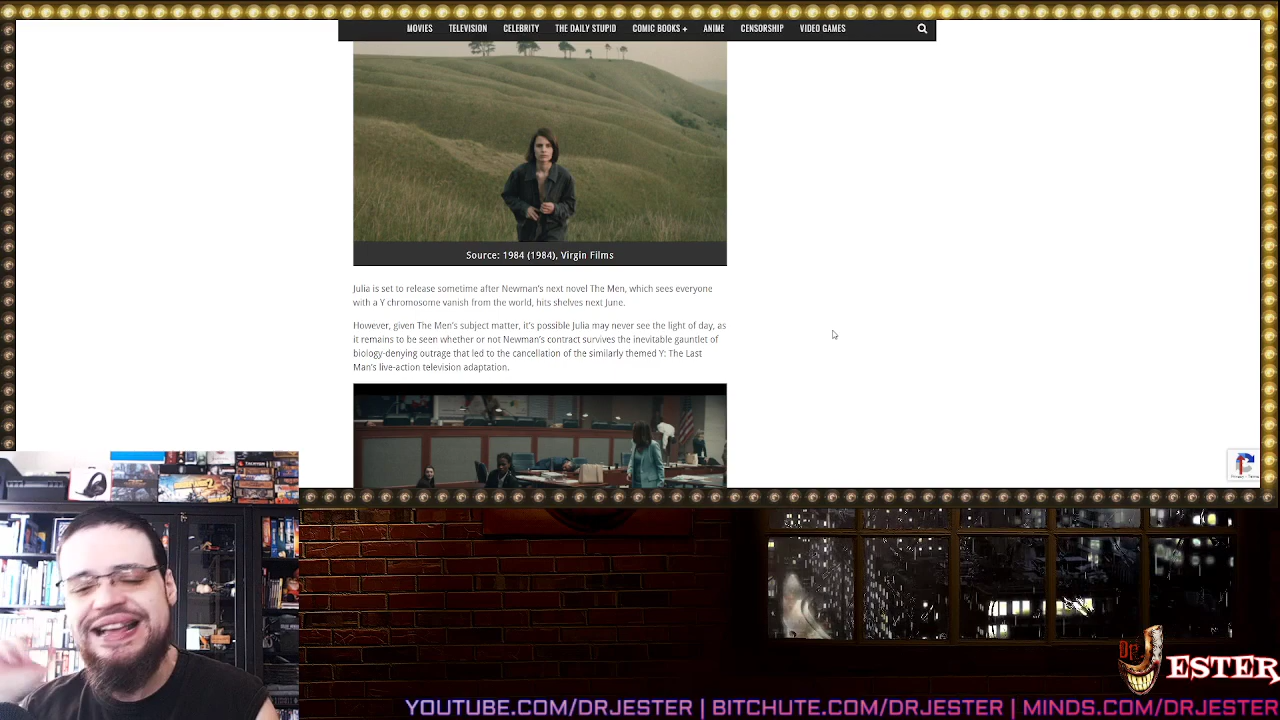 MOVIES TELEVISION CELEBRITY THE DAILY STUPID COMIC BOOKS + ANIME CENSORSHIP VIDEO GAMES
Source: 1984 (1984), Virgin Films
Julia is set to release sometime after Newman's next novel The Men, which sees everyone
with a Y chromosome vanish from the world, hits shelves next June.
However, given The Men's subject matter, it's possible Julia may never see the light of day, as
it remains to be seen whether or not Newman's contract survives the inevitable gauntlet of
biology-denying outrage that led to the cancellation of the similarly themed Y: The Last
Man's live-action television adaptation.
Privacy - Terms
Dr. JESTER
YOUTUBE.COM/DRJESTER | BITCHUTE.COM/DRJESTER | MINDS.COM/DRJESTER